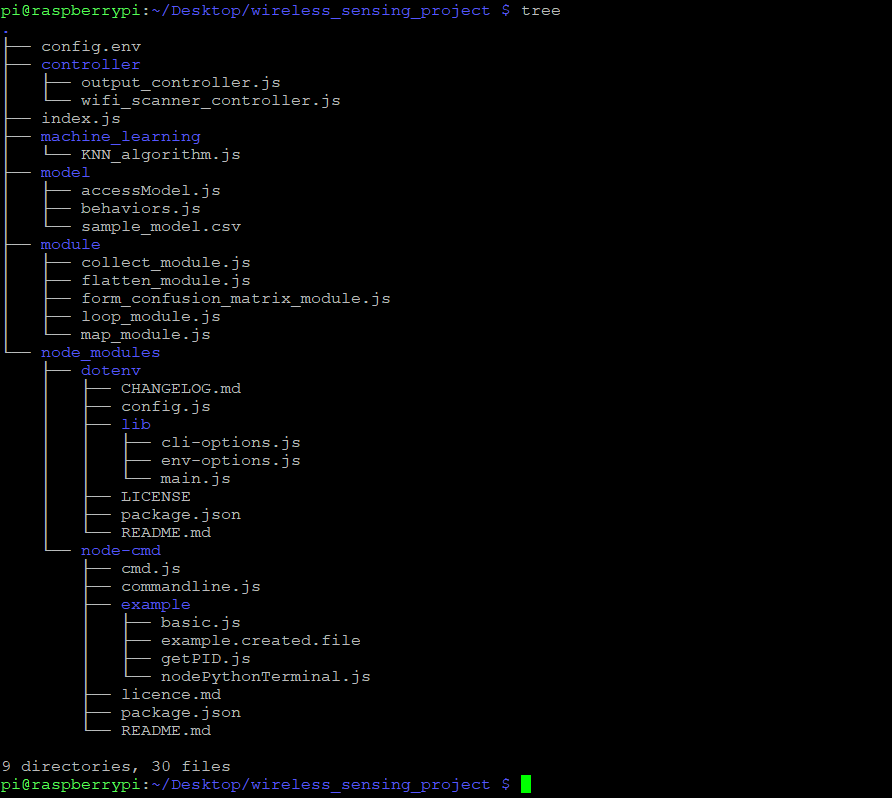 pi@raspberrypi:~/Desktop/wireless_sensing_project $ tree
.
├── config.env
├── controller
│   ├── output_controller.js
│   └── wifi_scanner_controller.js
├── index.js
├── machine_learning
│   └── KNN_algorithm.js
├── model
│   ├── accessModel.js
│   ├── behaviors.js
│   └── sample_model.csv
├── module
│   ├── collect_module.js
│   ├── flatten_module.js
│   ├── form_confusion_matrix_module.js
│   ├── loop_module.js
│   └── map_module.js
└── node_modules
    ├── dotenv
    │   ├── CHANGELOG.md
    │   ├── config.js
    │   ├── lib
    │   │   ├── cli-options.js
    │   │   ├── env-options.js
    │   │   └── main.js
    │   ├── LICENSE
    │   ├── package.json
    │   └── README.md
    └── node-cmd
        ├── cmd.js
        ├── commandline.js
        ├── example
        │   ├── basic.js
        │   ├── example.created.file
        │   ├── getPID.js
        │   └── nodePythonTerminal.js
        ├── licence.md
        ├── package.json
        └── README.md

9 directories, 30 files
pi@raspberrypi:~/Desktop/wireless_sensing_project $